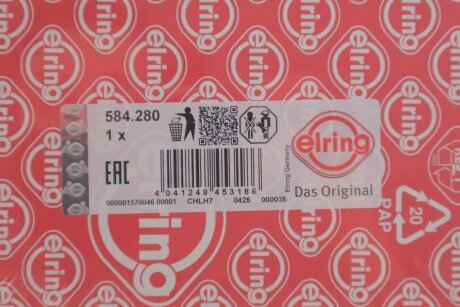 584.280
1 x
EAC
4 041248 453186
000001570046 00001 CHLH7 0425 000035
Elring Germany
elring
Das Original
20
PAP